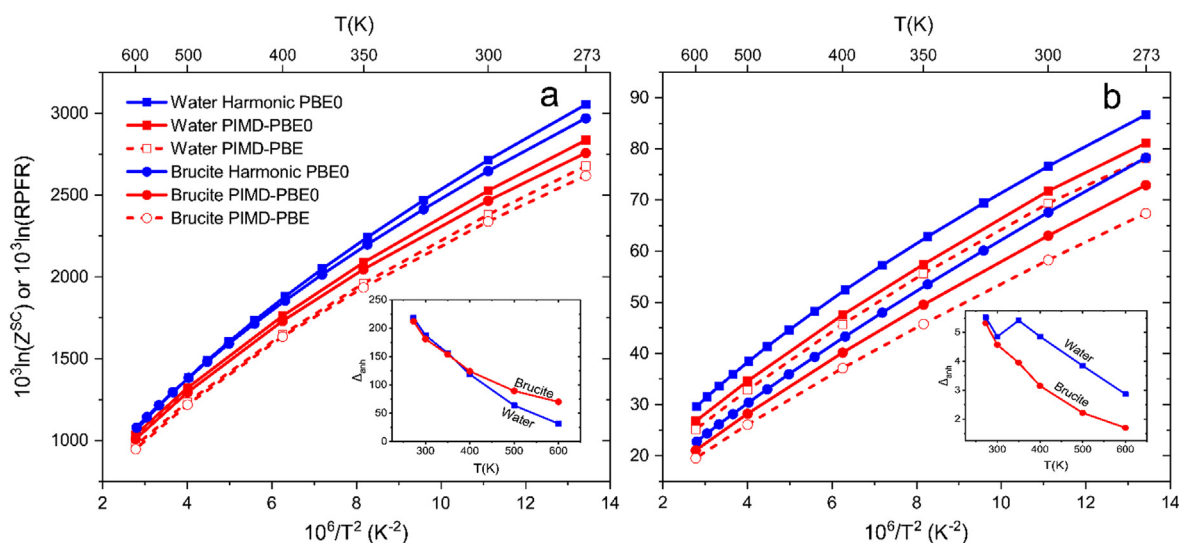 T(K)
600 500 400 350 300 273
a
3000
2500
2000
1500
1000
10³ln(Z^SC) or 10³ln(RPFR)
Water Harmonic PBE0
Water PIMD-PBE0
Water PIMD-PBE
Brucite Harmonic PBE0
Brucite PIMD-PBE0
Brucite PIMD-PBE
250
200
150
100
50
0
Δanh
Brucite
Water
300 400 500 600
T(K)
2 4 6 8 10 12 14
10⁶/T² (K⁻²)
T(K)
600 500 400 350 300 273
b
90
80
70
60
50
40
30
20
5
4
3
2
Δanh
Water
Brucite
300 400 500 600
T(K)
2 4 6 8 10 12 14
10⁶/T² (K⁻²)